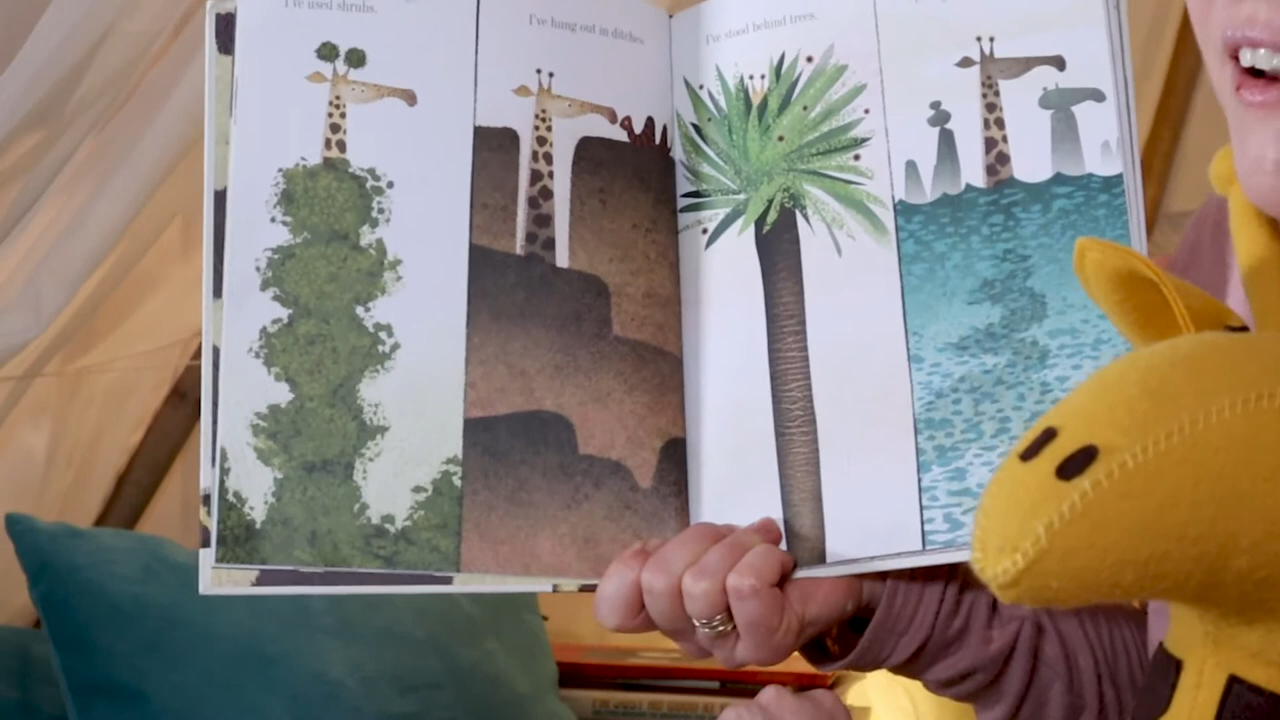 I've used shrubs.
I've hung out in ditches.
I've stood behind trees.